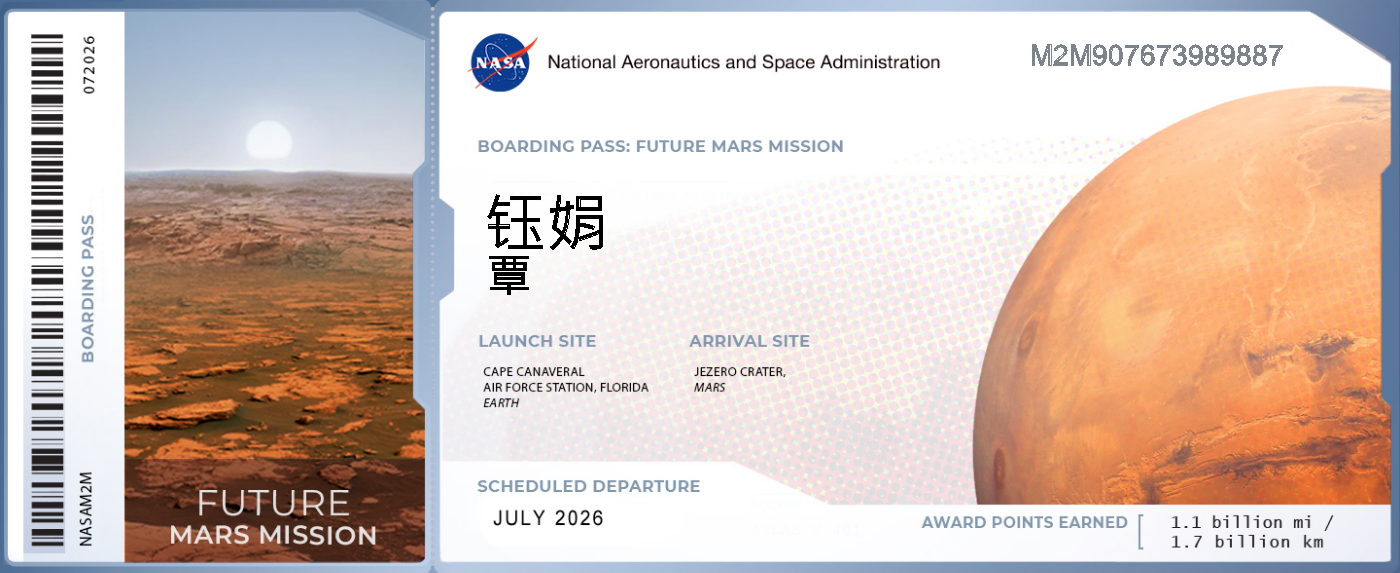 072026
BOARDING PASS
NASAM2M
FUTURE
MARS MISSION
NASA
National Aeronautics and Space Administration
M2M907673989887
BOARDING PASS: FUTURE MARS MISSION
钰娟
覃
LAUNCH SITE
CAPE CANAVERAL
AIR FORCE STATION, FLORIDA
EARTH
ARRIVAL SITE
JEZERO CRATER,
MARS
SCHEDULED DEPARTURE
JULY 2026
AWARD POINTS EARNED
1.1 billion mi /
1.7 billion km